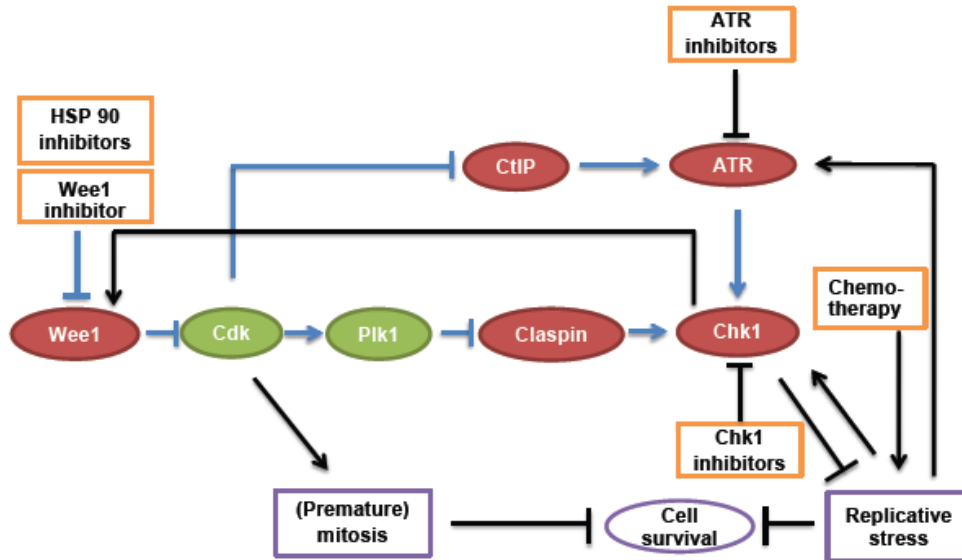 ATR
inhibitors
HSP 90
inhibitors
Wee1
inhibitor
CtIP
ATR
Chemo-
therapy
Wee1
Cdk
Plk1
Claspin
Chk1
Chk1
inhibitors
(Premature)
mitosis
Cell
survival
Replicative
stress